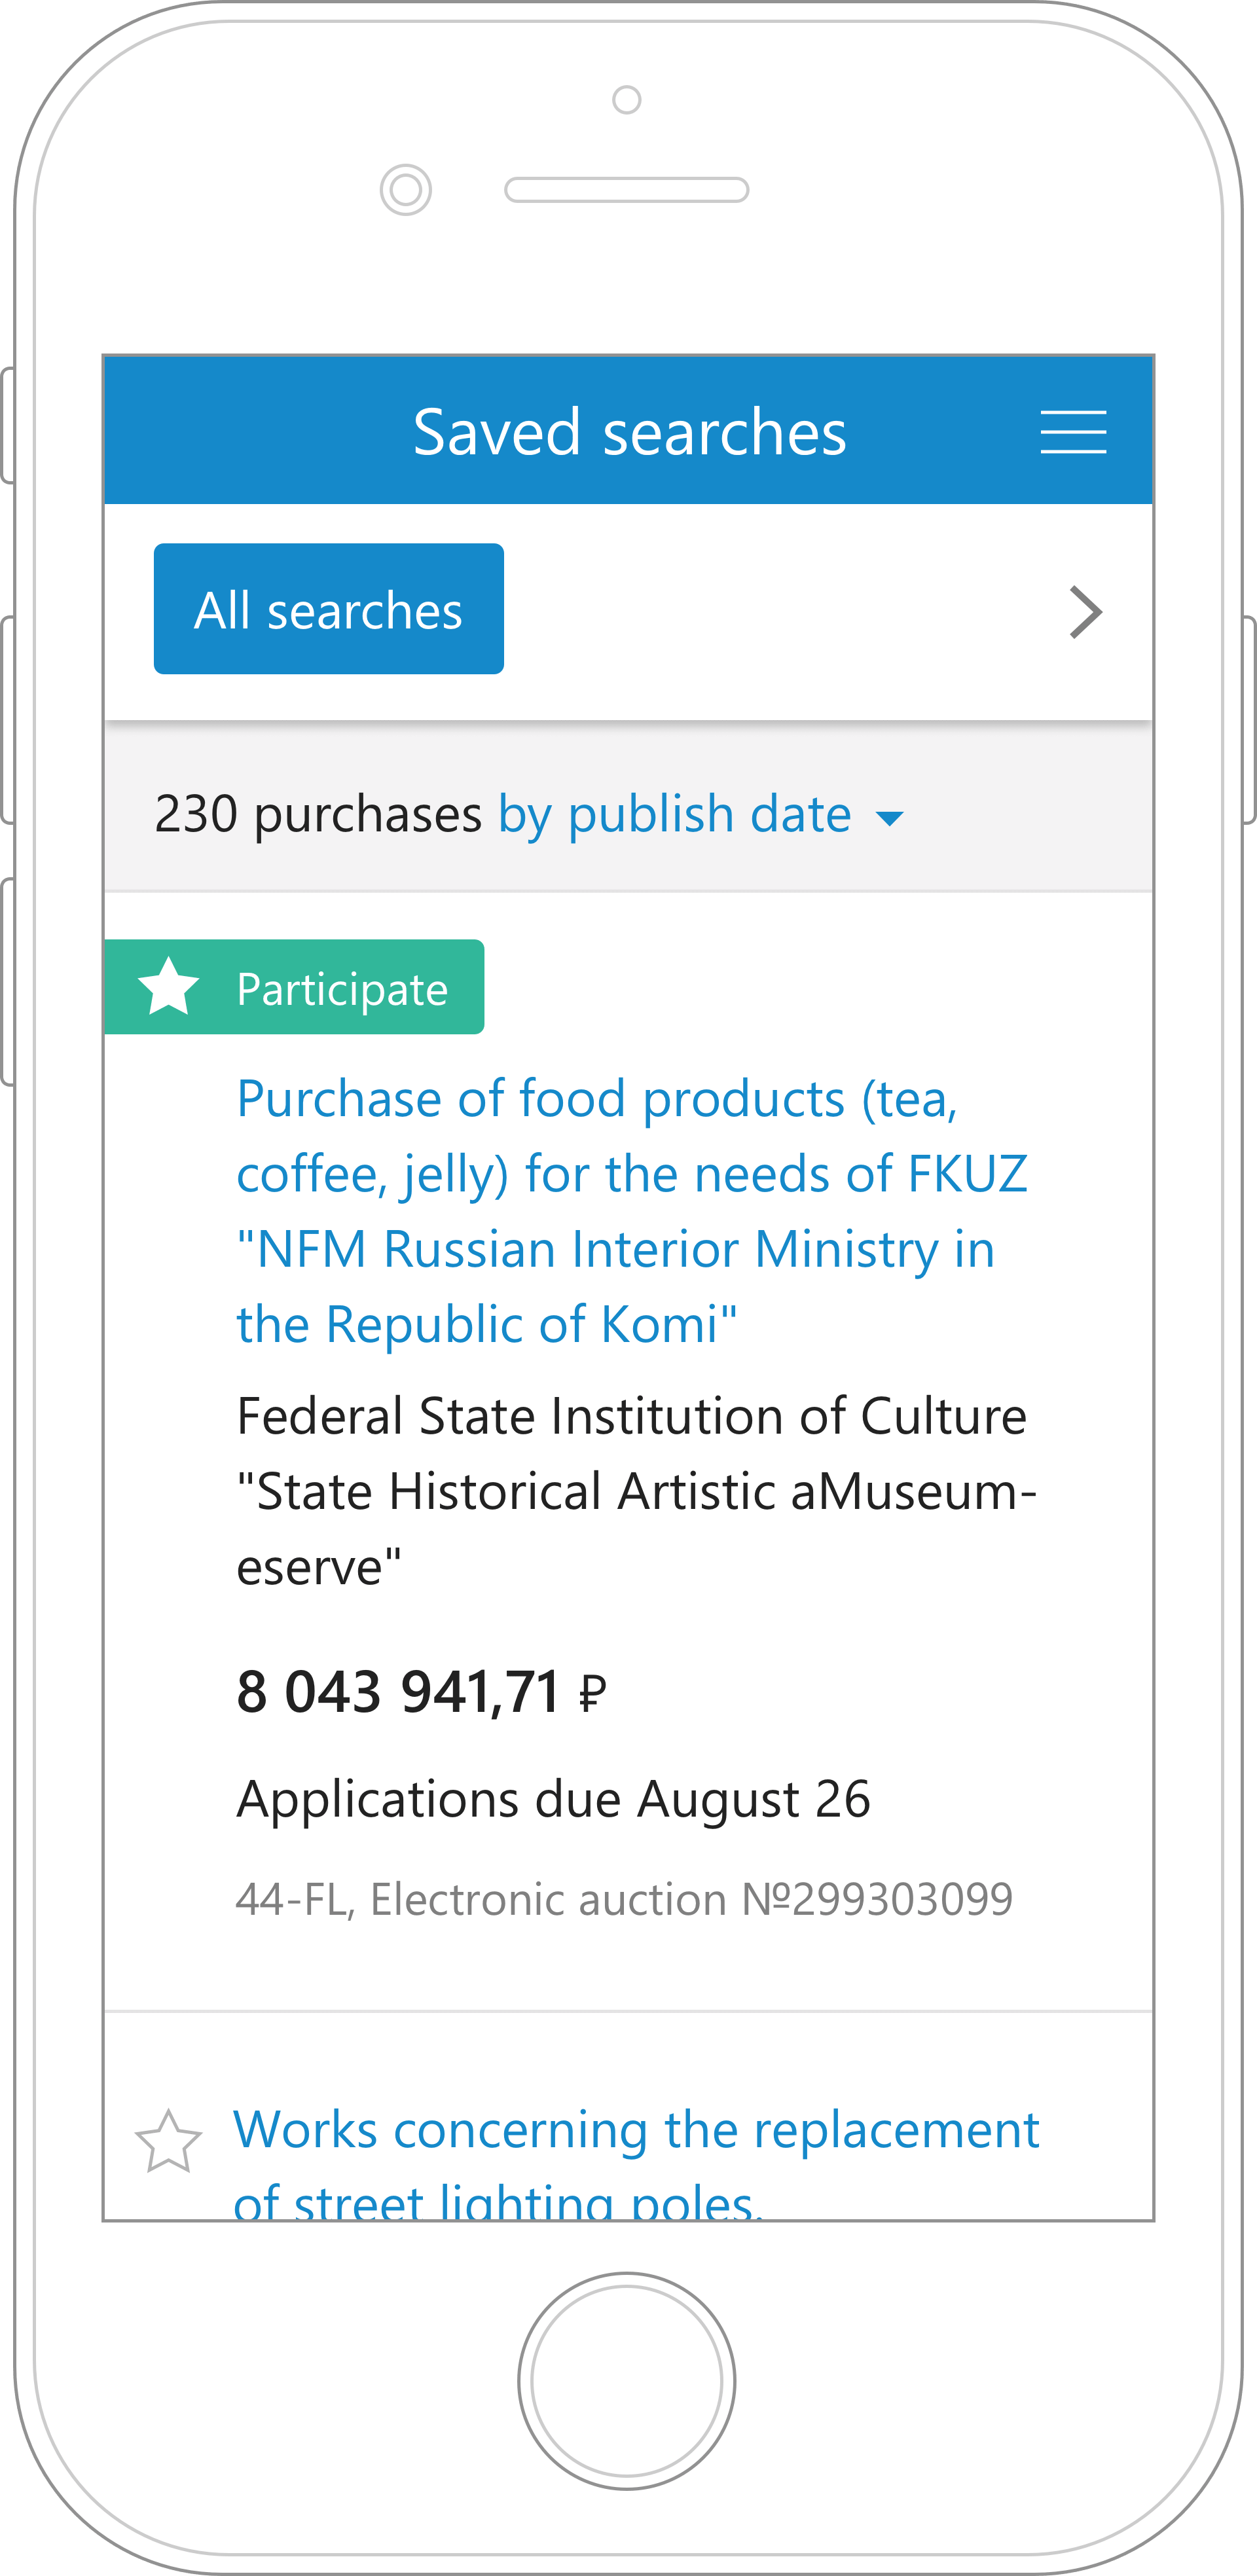 Saved searches
All searches
230 purchases by publish date
Participate
Purchase of food products (tea,
coffee, jelly) for the needs of FKUZ
"NFM Russian Interior Ministry in
the Republic of Komi"
Federal State Institution of Culture
"State Historical Artistic aMuseum-
eserve"
8 043 941,71 ₽
Applications due August 26
44-FL, Electronic auction №299303099
Works concerning the replacement
of street lighting poles.